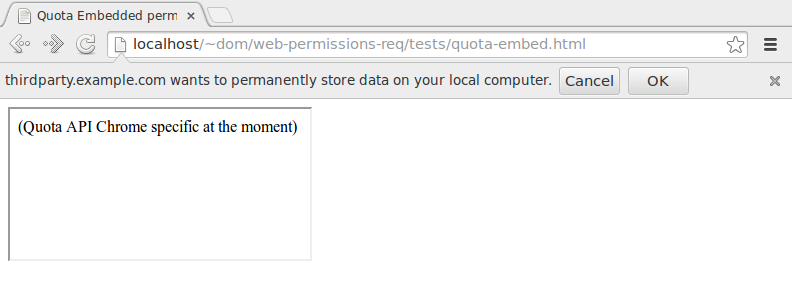 Quota Embedded perm
localhost/~dom/web-permissions-req/tests/quota-embed.html
thirdparty.example.com wants to permanently store data on your local computer. Cancel OK
(Quota API Chrome specific at the moment)